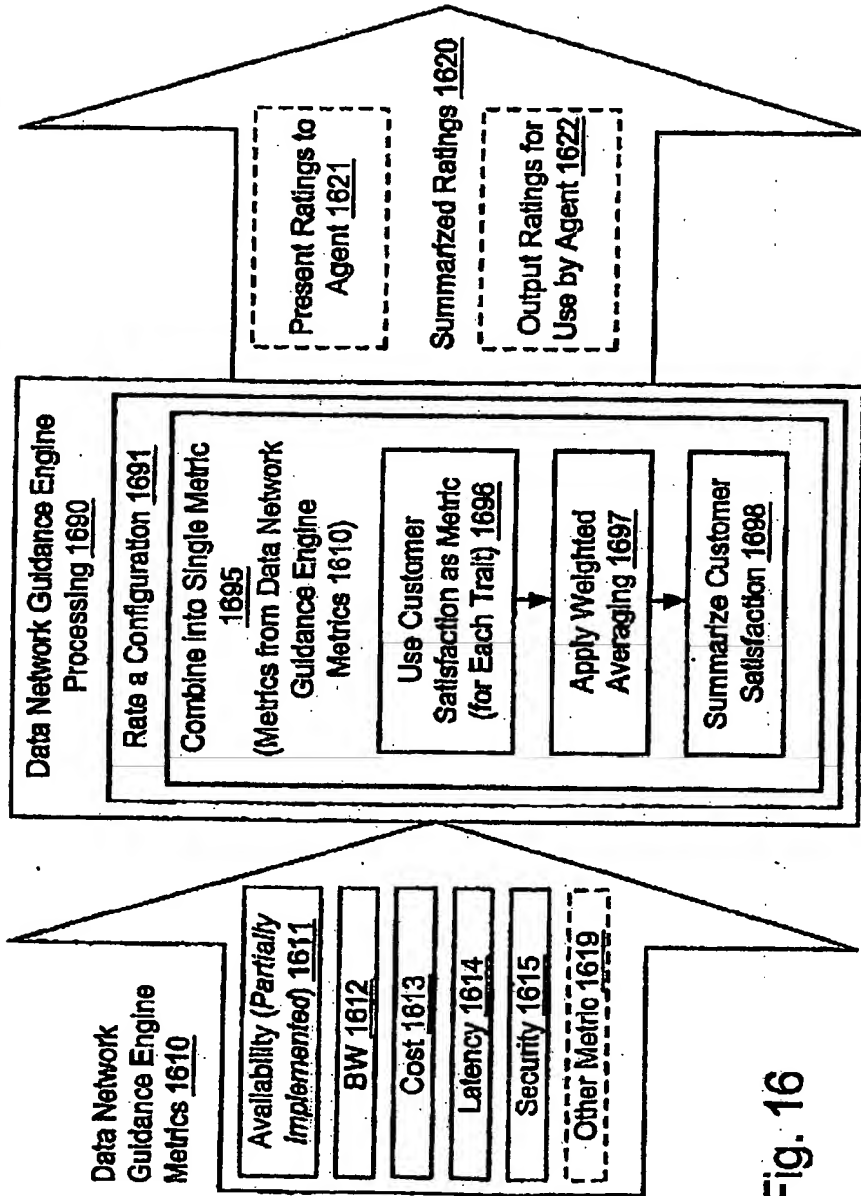 Data Network
Guidance Engine
Metrics 1610
Availability (Partially
Implemented) 1611
BW 1612
Cost 1613
Latency 1614
Security 1615
Other Metric 1619
Data Network Guidance Engine
Processing 1690
Rate a Configuration 1691
Combine into Single Metric
1695
(Metrics from Data Network
Guidance Engine
Metrics 1610)
Use Customer
Satisfaction as Metric
(for Each Trait) 1696
Apply Weighted
Averaging 1697
Summarize Customer
Satisfaction 1698
Present Ratings to
Agent 1621
Summarized Ratings 1620
Output Ratings for
Use by Agent 1622
Fig. 16